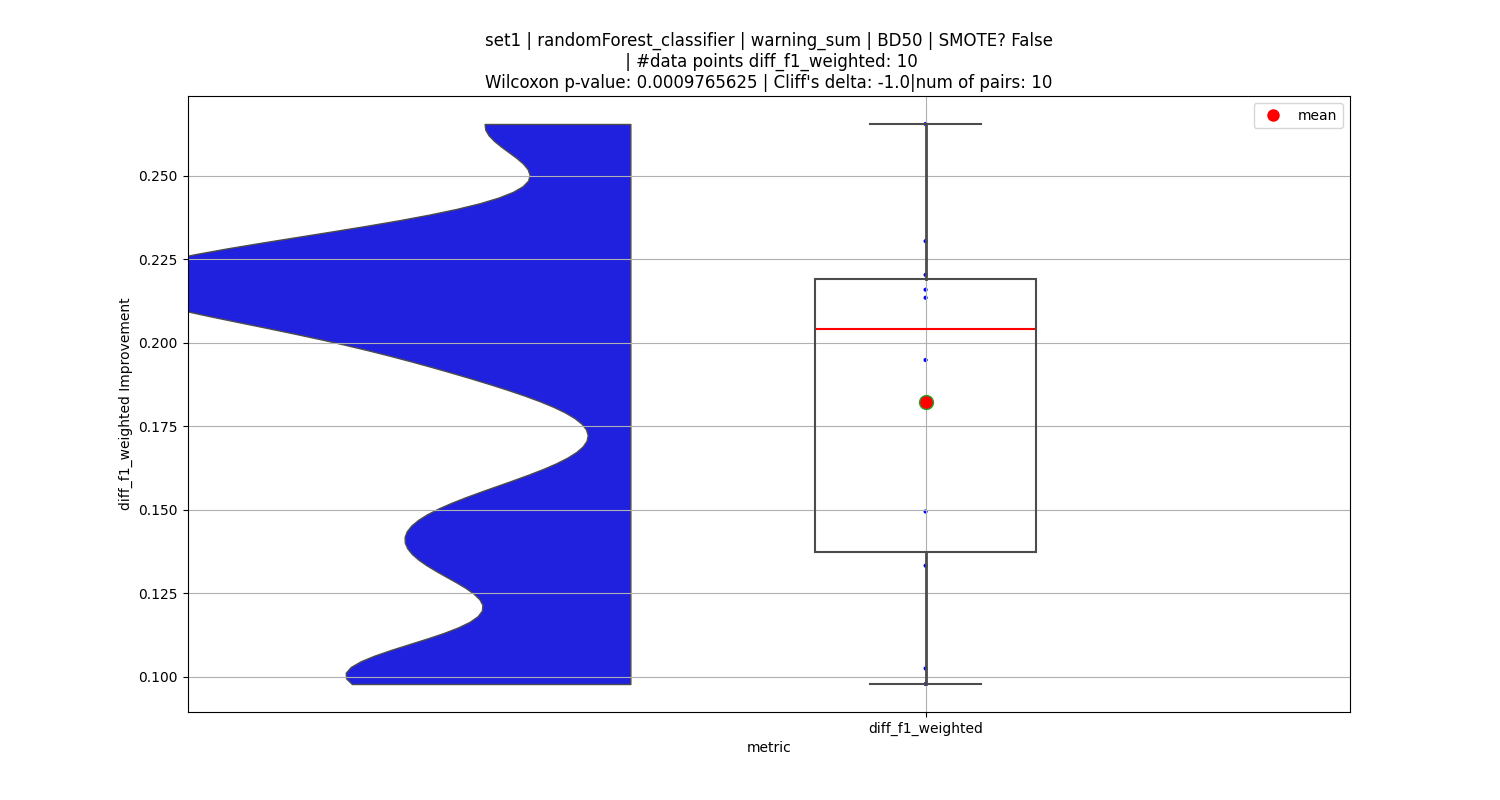 set1 | randomForest_classifier | warning_sum | BD50 | SMOTE? False
| #data points diff_f1_weighted: 10
Wilcoxon p-value: 0.0009765625 | Cliff's delta: -1.0|num of pairs: 10
mean
0.250
0.225
0.200
0.175
0.150
0.125
0.100
diff_f1_weighted Improvement
diff_f1_weighted
metric